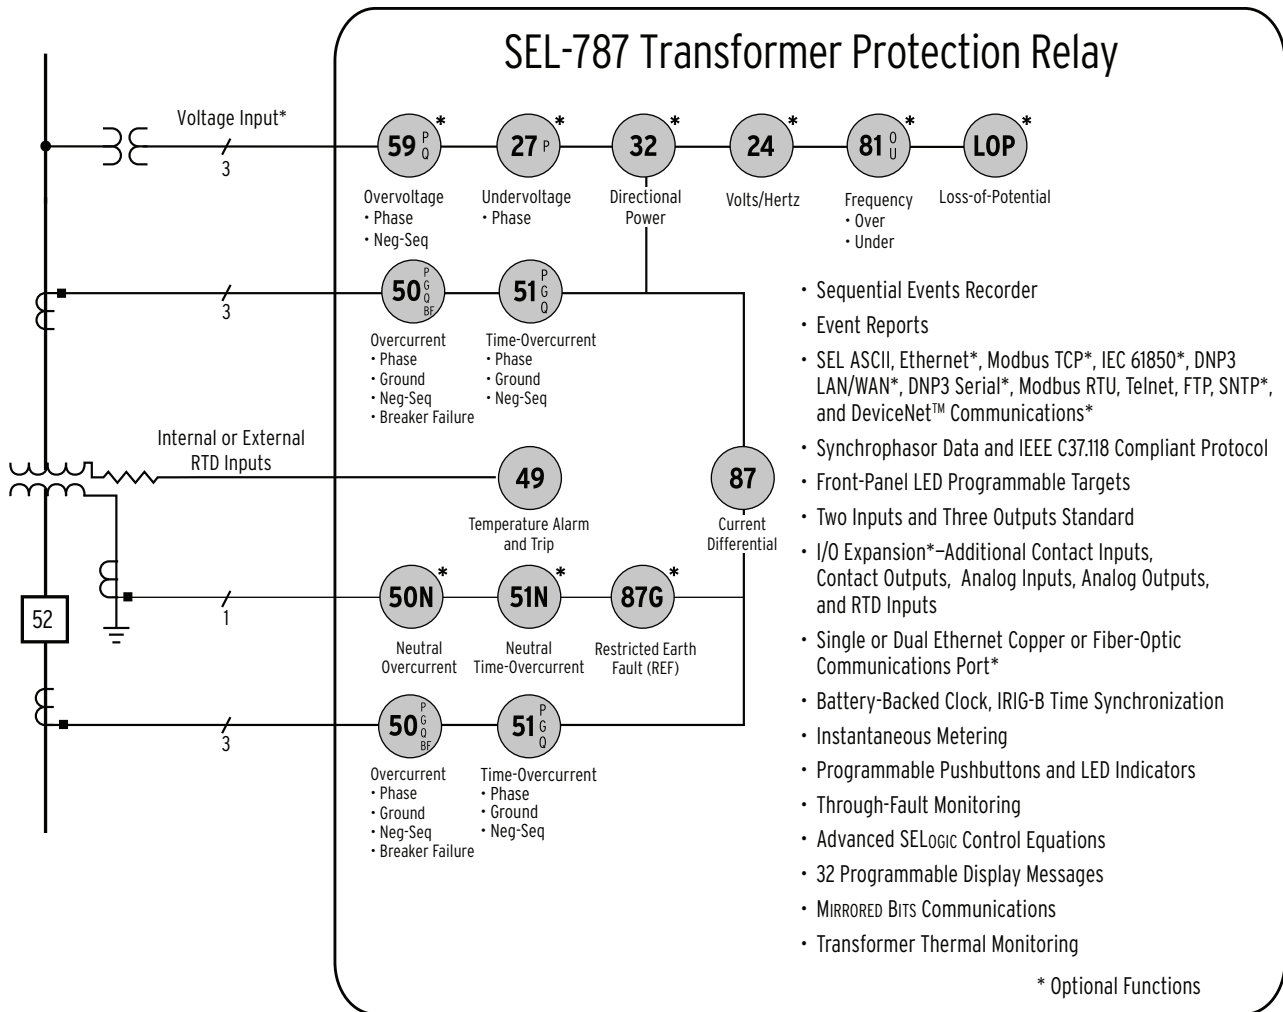 SEL-787 Transformer Protection Relay
Voltage Input*
3
59 P Q *
27 P *
32 *
24 *
81 O U *
LOP *
Overvoltage
• Phase
• Neg-Seq
Undervoltage
• Phase
Directional
Power
Volts/Hertz
Frequency
• Over
• Under
Loss-of-Potential
3
50 P G Q BF
51 P G Q
Overcurrent
• Phase
• Ground
• Neg-Seq
• Breaker Failure
Time-Overcurrent
• Phase
• Ground
• Neg-Seq
Internal or External
RTD Inputs
49
Temperature Alarm
and Trip
87
Current
Differential
52
1
50N *
51N *
87G *
Neutral
Overcurrent
Neutral
Time-Overcurrent
Restricted Earth
Fault (REF)
3
50 P G Q BF
51 P G Q
Overcurrent
• Phase
• Ground
• Neg-Seq
• Breaker Failure
Time-Overcurrent
• Phase
• Ground
• Neg-Seq
• Sequential Events Recorder
• Event Reports
• SEL ASCII, Ethernet*, Modbus TCP*, IEC 61850*, DNP3
LAN/WAN*, DNP3 Serial*, Modbus RTU, Telnet, FTP, SNTP*,
and DeviceNet™ Communications*
• Synchrophasor Data and IEEE C37.118 Compliant Protocol
• Front-Panel LED Programmable Targets
• Two Inputs and Three Outputs Standard
• I/O Expansion*–Additional Contact Inputs,
Contact Outputs, Analog Inputs, Analog Outputs,
and RTD Inputs
• Single or Dual Ethernet Copper or Fiber-Optic
Communications Port*
• Battery-Backed Clock, IRIG-B Time Synchronization
• Instantaneous Metering
• Programmable Pushbuttons and LED Indicators
• Through-Fault Monitoring
• Advanced SELOGIC Control Equations
• 32 Programmable Display Messages
• MIRRORED BITS Communications
• Transformer Thermal Monitoring
* Optional Functions